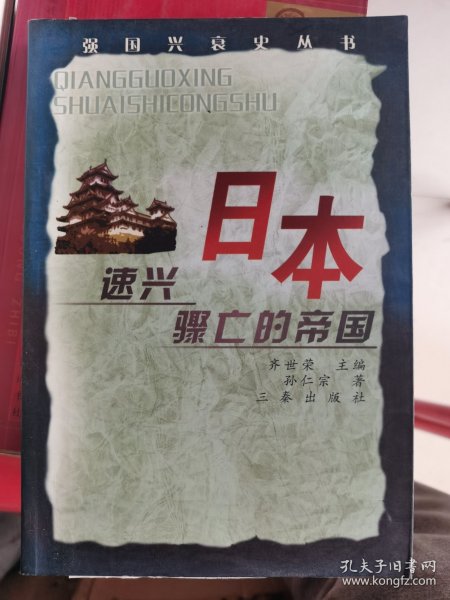 强国兴衰史丛书
QIANGGUOXING
SHUAISHICONGSHU
日本
速兴
骤亡的帝国
齐世荣 主编
孙仁宗 著
三秦出版社
孔夫子旧书网
www.kongfz.com